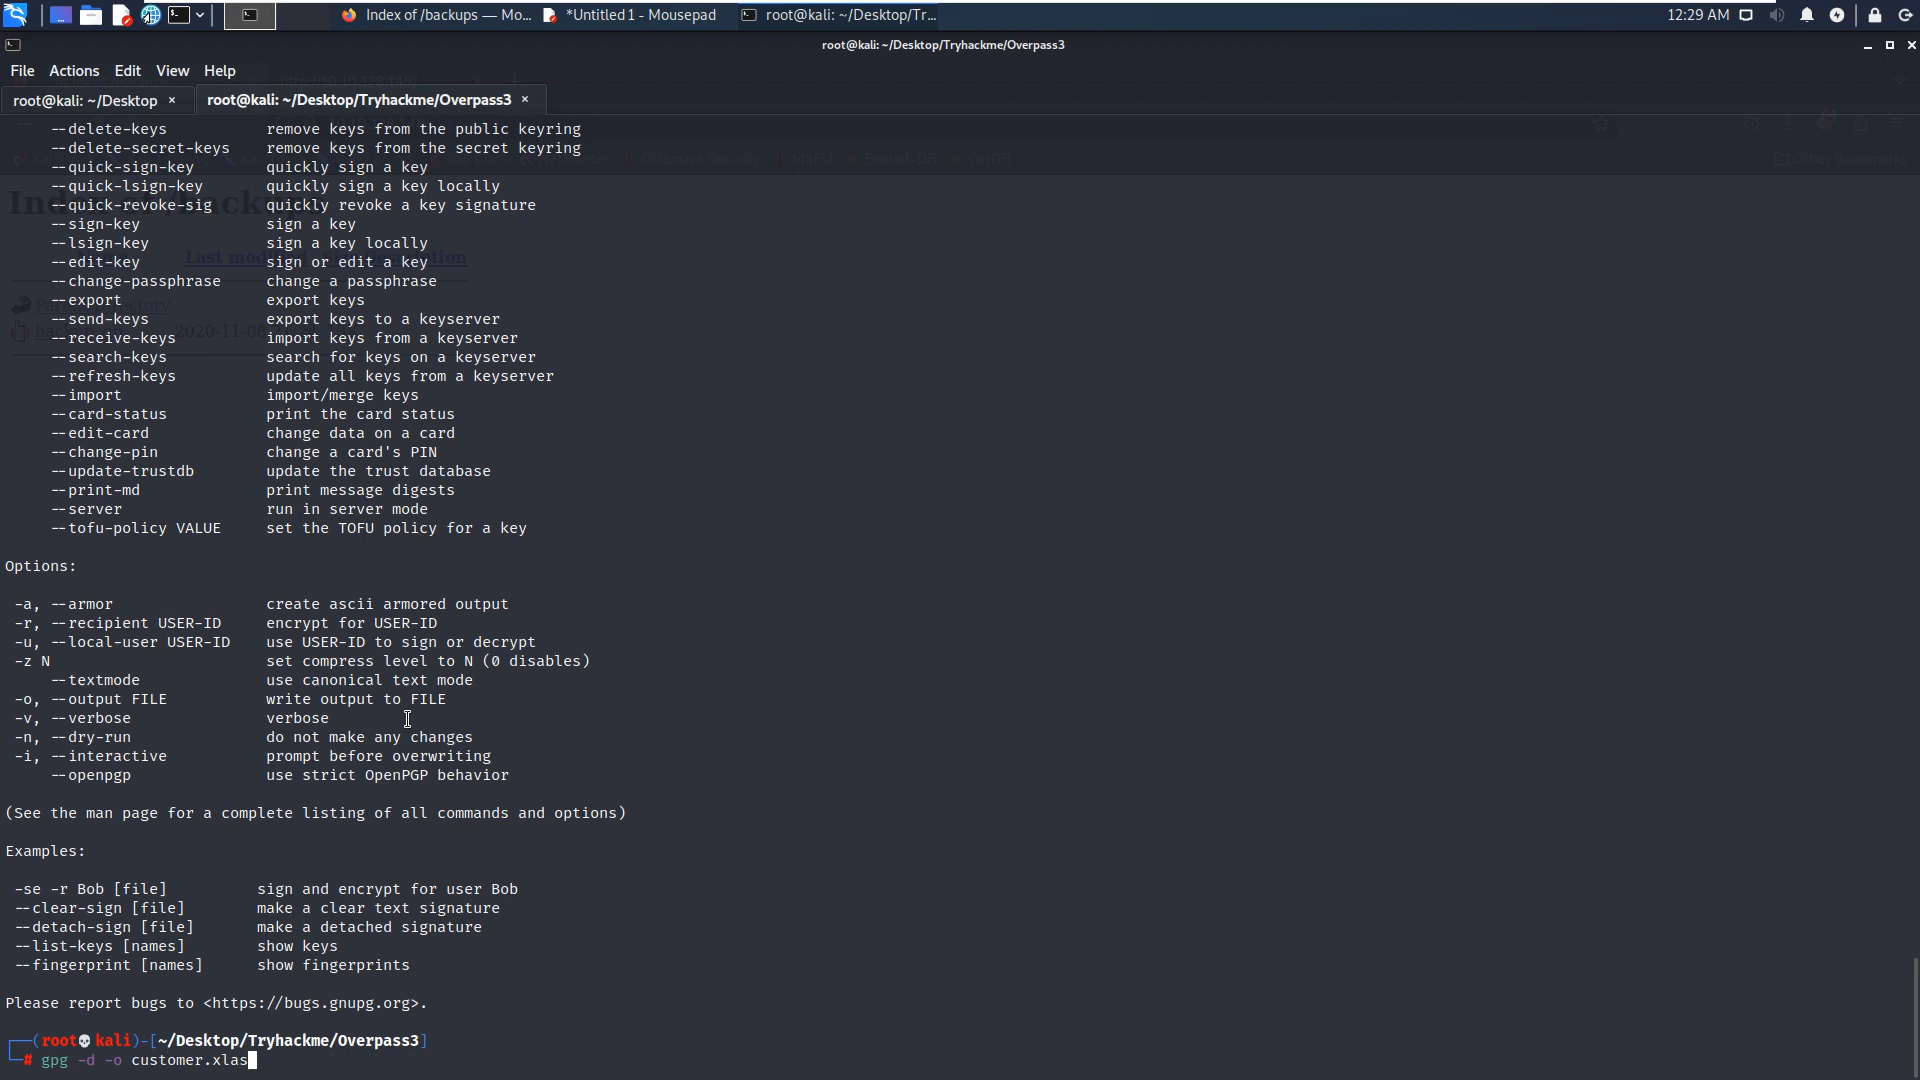 Index of /backups — Mo...
*Untitled 1 - Mousepad
root@kali: ~/Desktop/Tr...
12:29 AM
root@kali: ~/Desktop/Tryhackme/Overpass3
File Actions Edit View Help
root@kali: ~/Desktop ×
root@kali: ~/Desktop/Tryhackme/Overpass3 ×
--delete-keys remove keys from the public keyring
--delete-secret-keys remove keys from the secret keyring
--quick-sign-key quickly sign a key
--quick-lsign-key quickly sign a key locally
--quick-revoke-sig quickly revoke a key signature
--sign-key sign a key
--lsign-key sign a key locally
--edit-key sign or edit a key
--change-passphrase change a passphrase
--export export keys
--send-keys export keys to a keyserver
--receive-keys import keys from a keyserver
--search-keys search for keys on a keyserver
--refresh-keys update all keys from a keyserver
--import import/merge keys
--card-status print the card status
--edit-card change data on a card
--change-pin change a card's PIN
--update-trustdb update the trust database
--print-md print message digests
--server run in server mode
--tofu-policy VALUE set the TOFU policy for a key
Options:
-a, --armor create ascii armored output
-r, --recipient USER-ID encrypt for USER-ID
-u, --local-user USER-ID use USER-ID to sign or decrypt
-z N set compress level to N (0 disables)
--textmode use canonical text mode
-o, --output FILE write output to FILE
-v, --verbose verbose
-n, --dry-run do not make any changes
-i, --interactive prompt before overwriting
--openpgp use strict OpenPGP behavior
(See the man page for a complete listing of all commands and options)
Examples:
-se -r Bob [file] sign and encrypt for user Bob
--clear-sign [file] make a clear text signature
--detach-sign [file] make a detached signature
--list-keys [names] show keys
--fingerprint [names] show fingerprints
Please report bugs to <https://bugs.gnupg.org>.
┌──(root💀kali)-[~/Desktop/Tryhackme/Overpass3]
└─# gpg -d -o customer.xlas